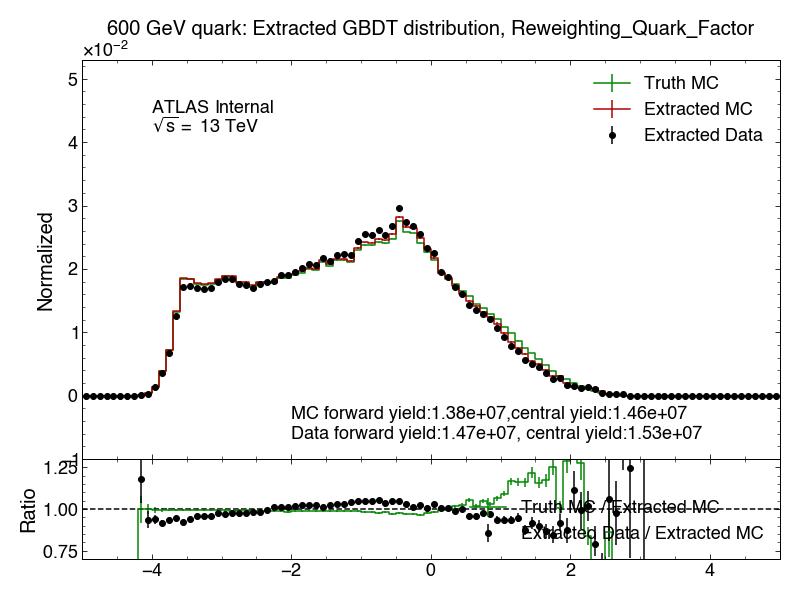 600 GeV quark: Extracted GBDT distribution, Reweighting_Quark_Factor
×10⁻²
5
4
3
2
1
0
1
Normalized
ATLAS Internal
√s = 13 TeV
Truth MC
Extracted MC
Extracted Data
MC forward yield:1.38e+07,central yield:1.46e+07
Data forward yield:1.47e+07, central yield:1.53e+07
1.25
1.00
0.75
Ratio
Truth MC / Extracted MC
Extracted Data / Extracted MC
−4
−2
0
2
4